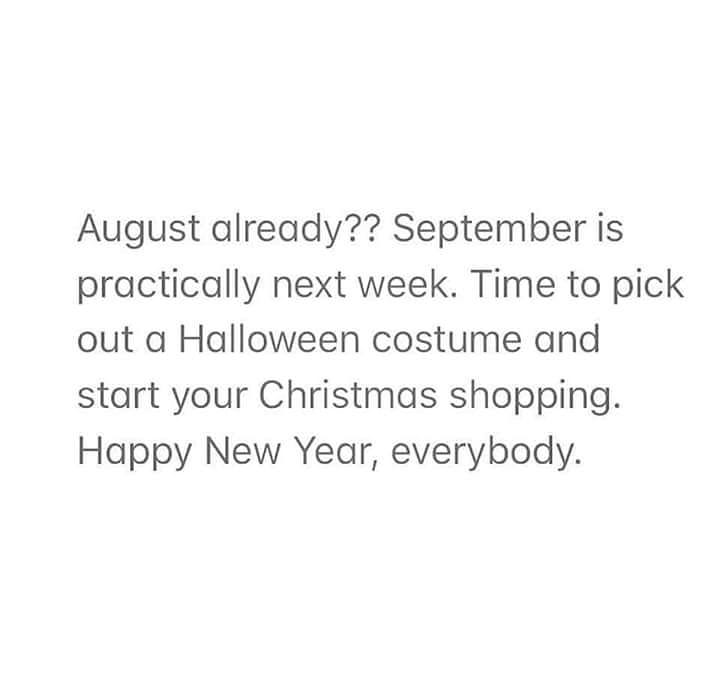 August already?? September is
practically next week. Time to pick
out a Halloween costume and
start your Christmas shopping.
Happy New Year, everybody.